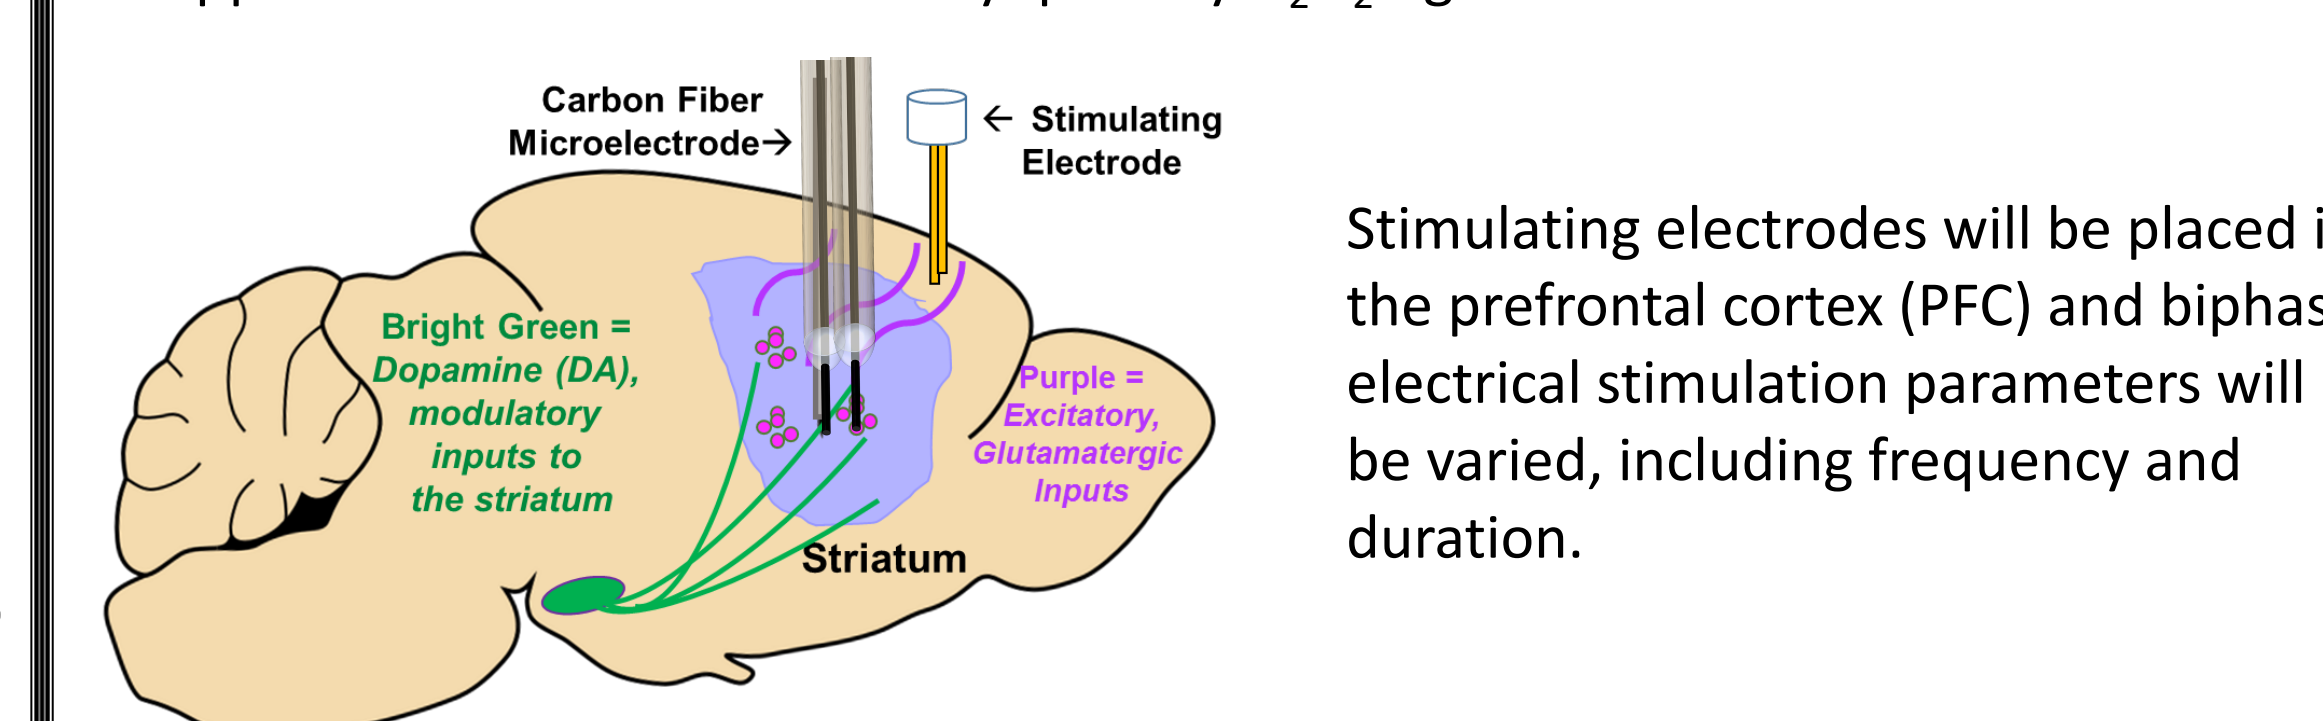 Carbon Fiber
Microelectrode→
← Stimulating
Electrode
Bright Green =
Dopamine (DA),
modulatory
inputs to
the striatum
Purple =
Excitatory,
Glutamatergic
Inputs
Striatum
Stimulating electrodes will be placed
the prefrontal cortex (PFC) and
electrical stimulation parameters will
be varied, including frequency and
duration.